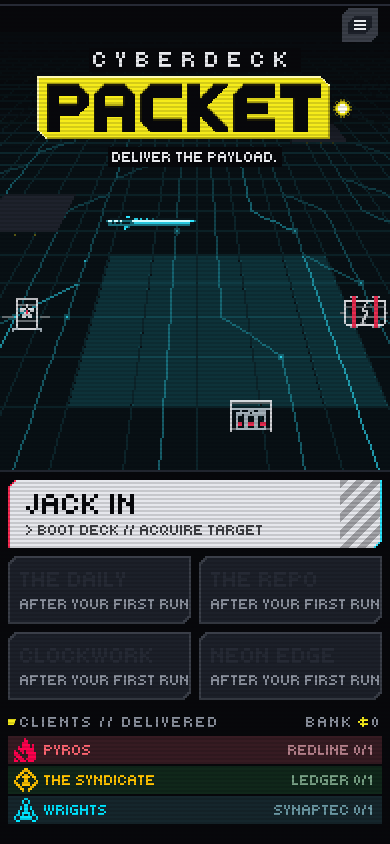 CYBERDECK
PACKET
DELIVER THE PAYLOAD.
JACK IN
> BOOT DECK // ACQUIRE TARGET
THE DAILY
AFTER YOUR FIRST RUN
THE REPO
AFTER YOUR FIRST RUN
CLOCKWORK
AFTER YOUR FIRST RUN
NEON EDGE
AFTER YOUR FIRST RUN
CLIENTS // DELIVERED
BANK ¢0
PYROS
REDLINE 0/1
THE SYNDICATE
LEDGER 0/1
WRIGHTS
SYNAPTEC 0/1